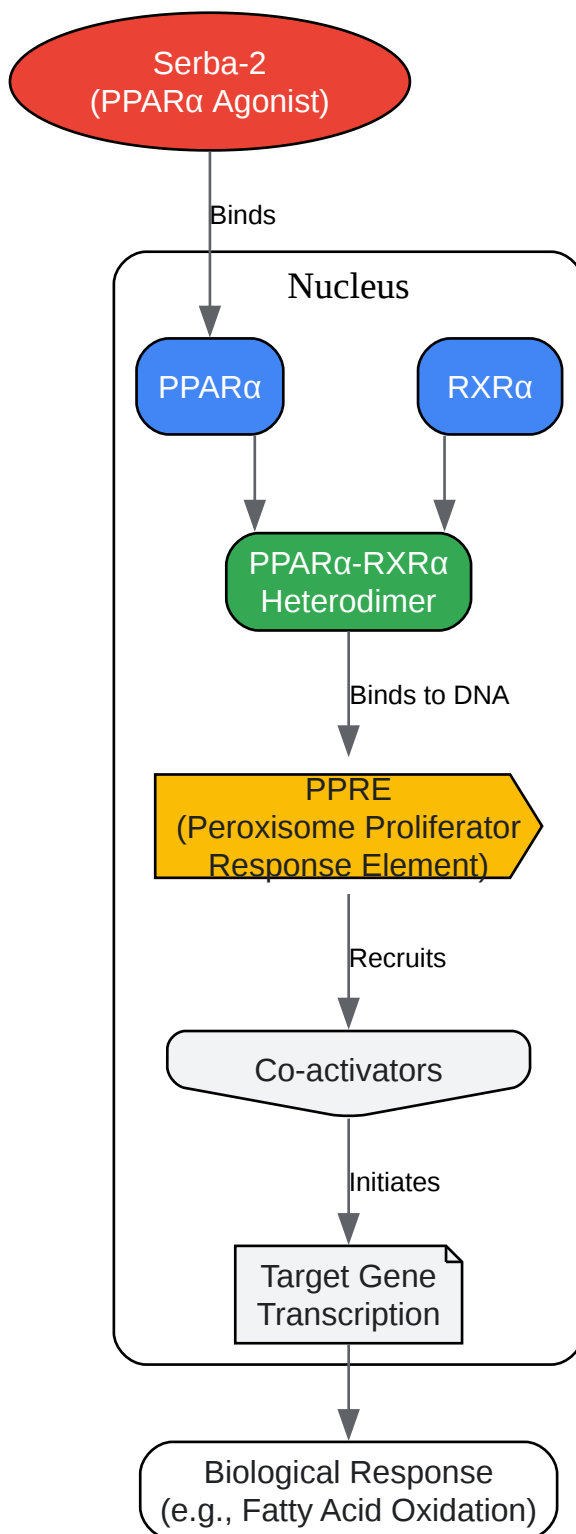 Serba-2
(PPARα Agonist)
Binds
Nucleus
PPARα
RXRα
PPARα-RXRα
Heterodimer
Binds to DNA
PPRE
(Peroxisome Proliferator
Response Element)
Recruits
Co-activators
Initiates
Target Gene
Transcription
Biological Response
(e.g., Fatty Acid Oxidation)